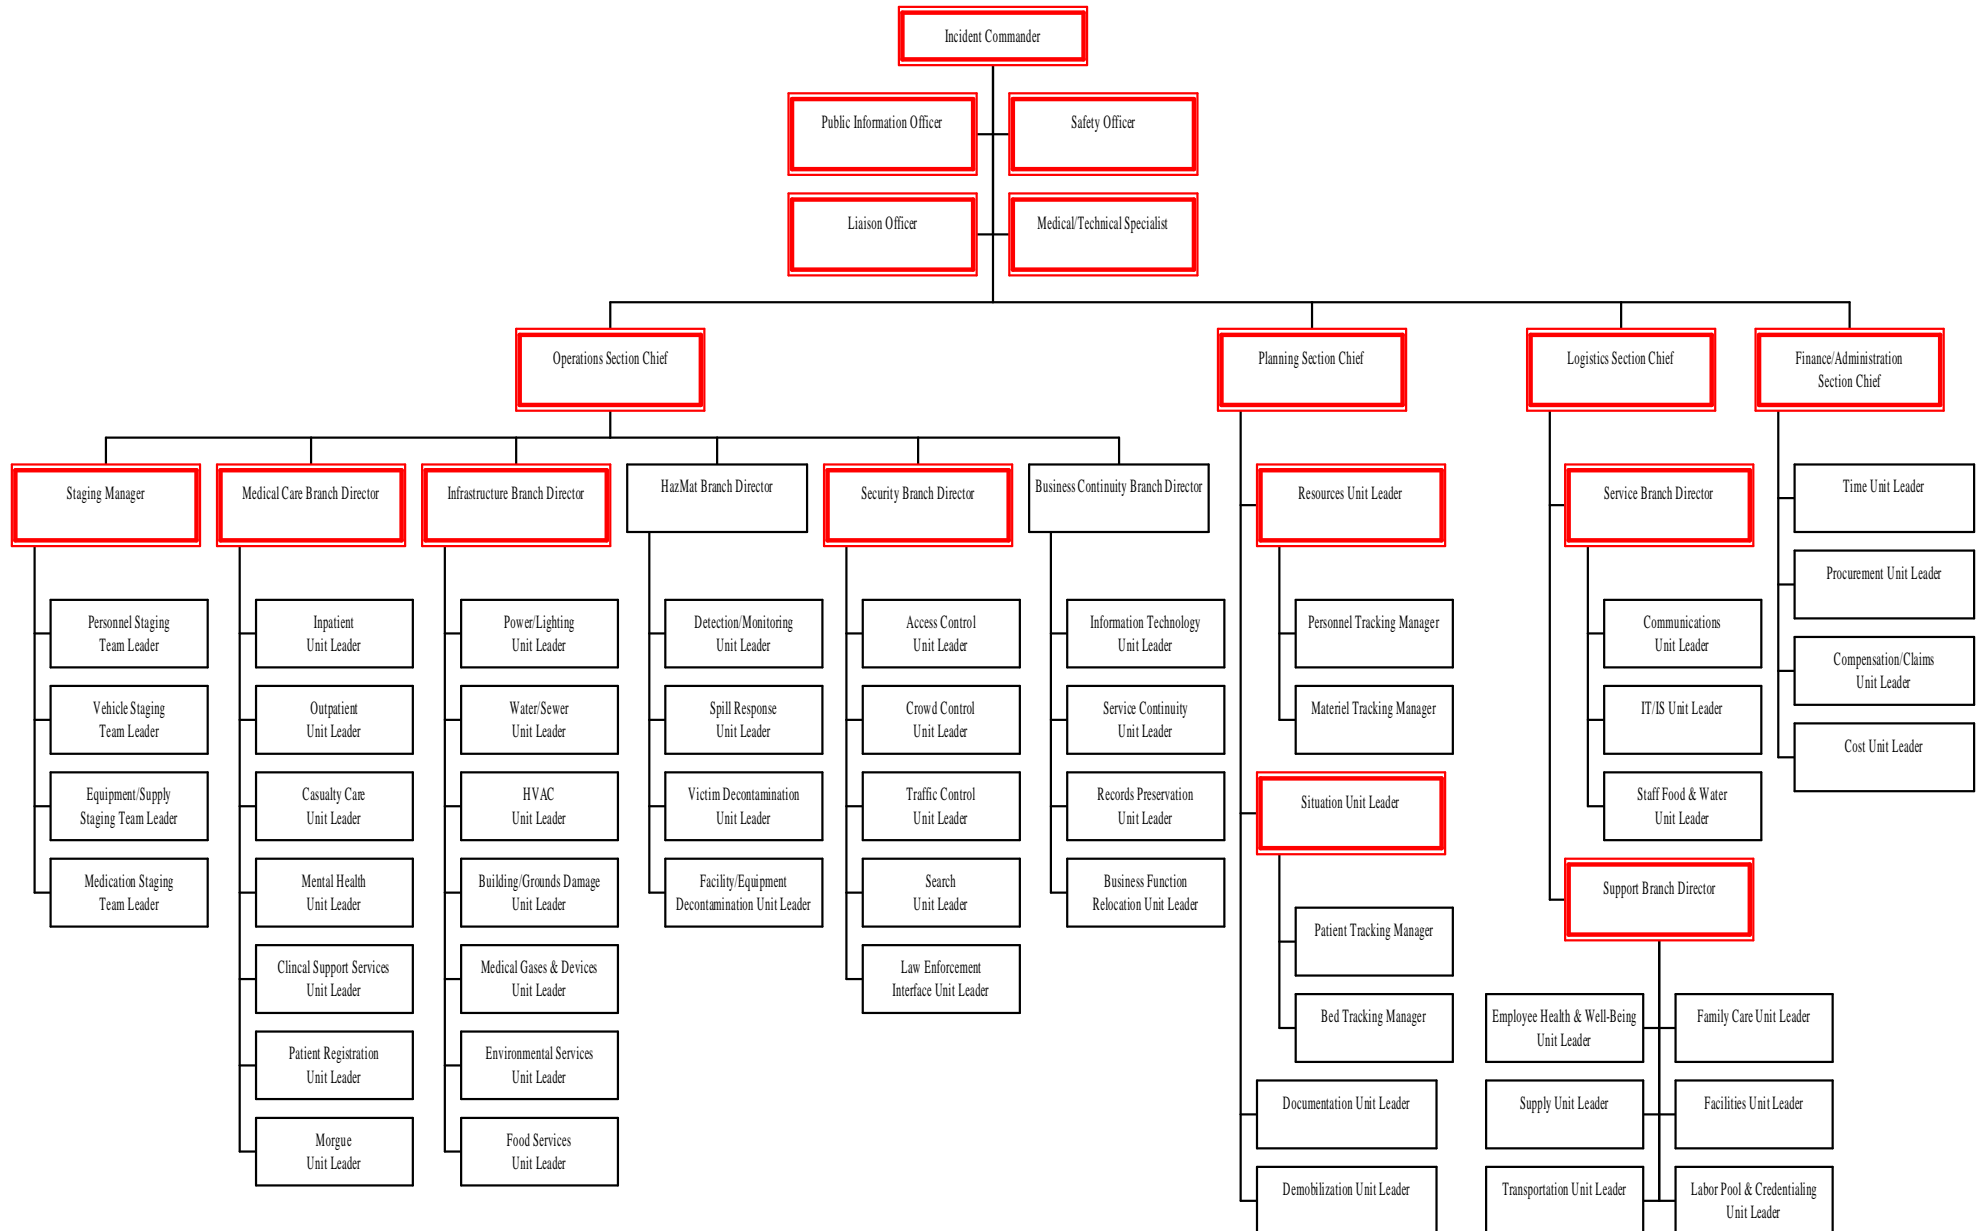 Incident Commander
Public Information Officer
Safety Officer
Liaison Officer
Medical/Technical Specialist
Operations Section Chief
Planning Section Chief
Logistics Section Chief
Finance/Administration
Section Chief
Staging Manager
Medical Care Branch Director
Infrastructure Branch Director
HazMat Branch Director
Security Branch Director
Business Continuity Branch Director
Personnel Staging
Team Leader
Vehicle Staging
Team Leader
Equipment/Supply
Staging Team Leader
Medication Staging
Team Leader
Inpatient
Unit Leader
Outpatient
Unit Leader
Casualty Care
Unit Leader
Mental Health
Unit Leader
Clincal Support Services
Unit Leader
Patient Registration
Unit Leader
Morgue
Unit Leader
Power/Lighting
Unit Leader
Water/Sewer
Unit Leader
HVAC
Unit Leader
Building/Grounds Damage
Unit Leader
Medical Gases & Devices
Unit Leader
Environmental Services
Unit Leader
Food Services
Unit Leader
Detection/Monitoring
Unit Leader
Spill Response
Unit Leader
Victim Decontamination
Unit Leader
Facility/Equipment
Decontamination Unit Leader
Access Control
Unit Leader
Crowd Control
Unit Leader
Traffic Control
Unit Leader
Search
Unit Leader
Law Enforcement
Interface Unit Leader
Information Technology
Unit Leader
Service Continuity
Unit Leader
Records Preservation
Unit Leader
Business Function
Relocation Unit Leader
Resources Unit Leader
Personnel Tracking Manager
Materiel Tracking Manager
Situation Unit Leader
Patient Tracking Manager
Bed Tracking Manager
Documentation Unit Leader
Demobilization Unit Leader
Service Branch Director
Communications
Unit Leader
IT/IS Unit Leader
Staff Food & Water
Unit Leader
Support Branch Director
Employee Health & Well-Being
Unit Leader
Family Care Unit Leader
Supply Unit Leader
Facilities Unit Leader
Transportation Unit Leader
Labor Pool & Credentialing
Unit Leader
Time Unit Leader
Procurement Unit Leader
Compensation/Claims
Unit Leader
Cost Unit Leader